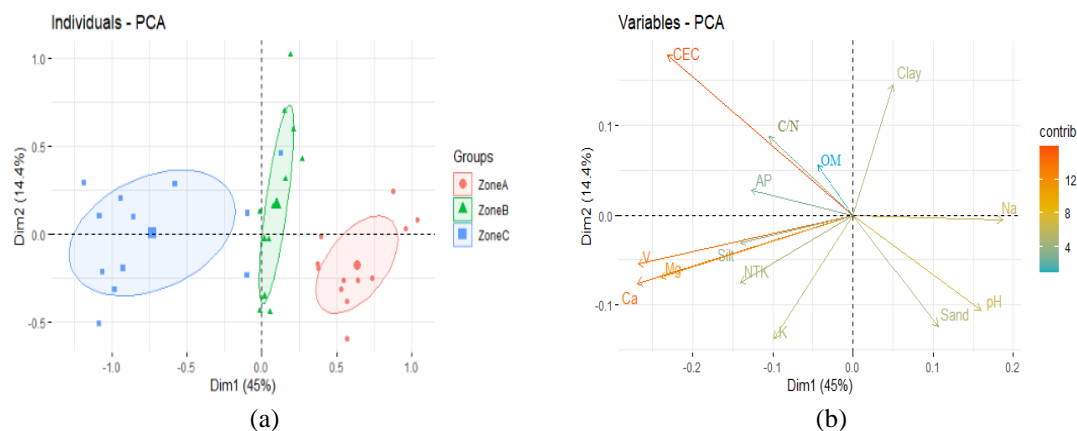 Individuals - PCA
1.0
0.5
0.0
-0.5
Dim2 (14.4%)
-1.0
-0.5
0.0
0.5
1.0
Dim1 (45%)
Groups
ZoneA
ZoneB
ZoneC
(a)
Variables - PCA
0.1
0.0
-0.1
Dim2 (14.4%)
CEC
Clay
C/N
OM
AP
Na
V
Silt
Mg
NTK
Ca
pH
Sand
K
-0.2
-0.1
0.0
0.1
0.2
Dim1 (45%)
contrib
12
8
4
(b)